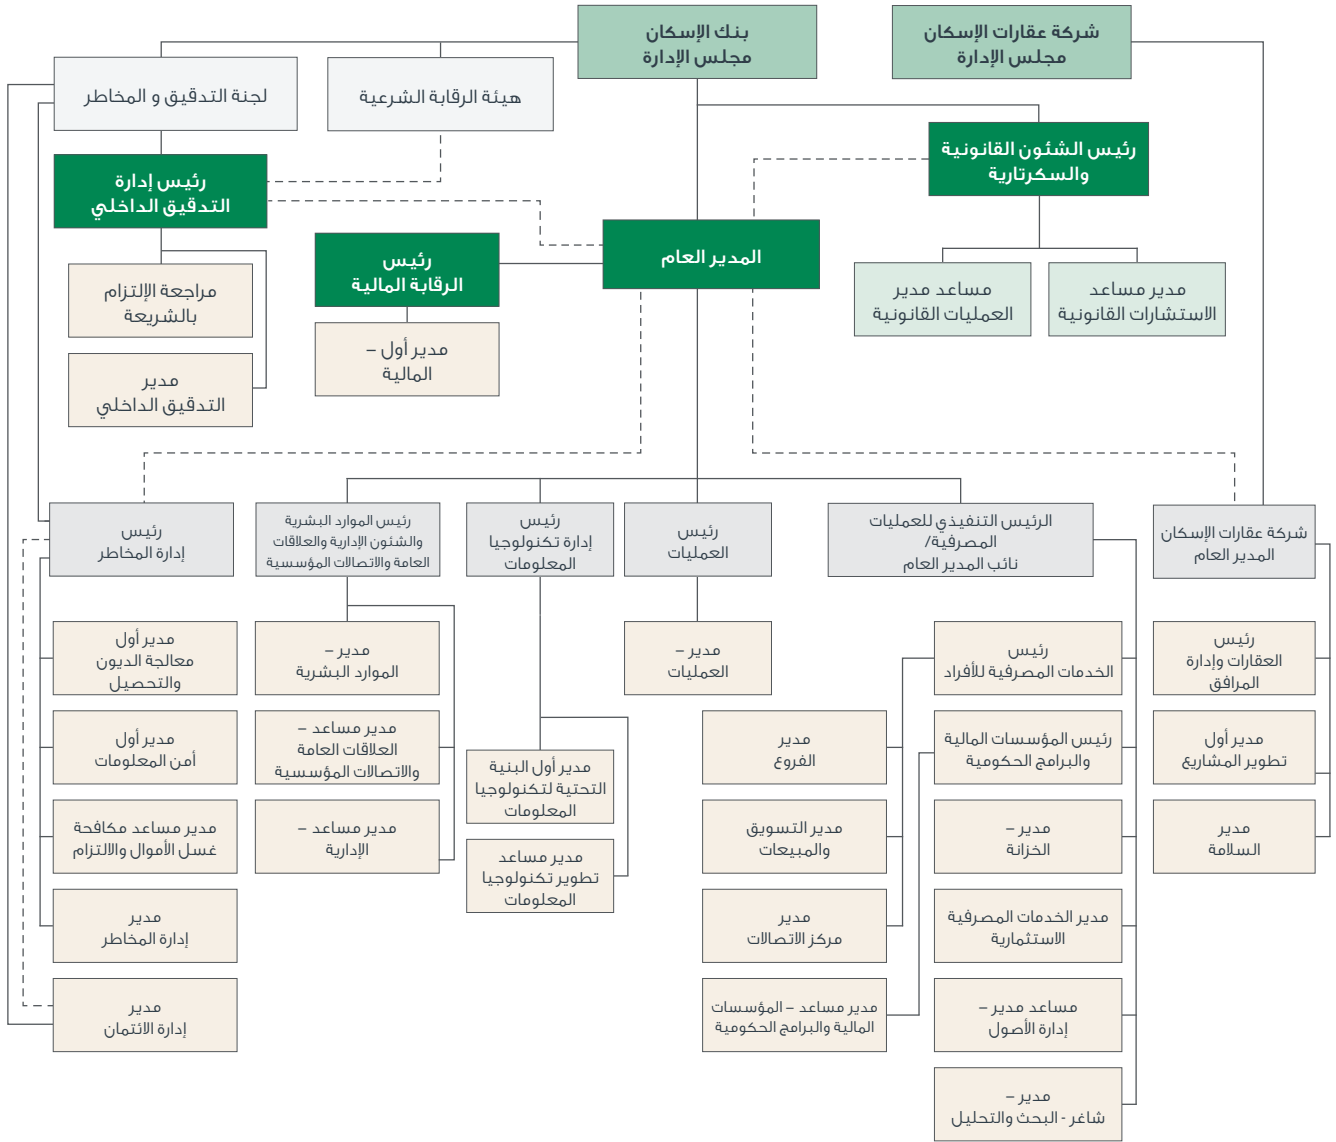 شركة عقارات الإسكان
مجلس الإدارة
بنك الإسكان
مجلس الإدارة
هيئة الرقابة الشرعية
لجنة التدقيق و المخاطر
رئيس الشئون القانونية
والسكرتارية
رئيس إدارة
التدقيق الداخلي
المدير العام
رئيس
الرقابة المالية
مدير مساعد
الاستشارات القانونية
مساعد مدير
العمليات القانونية
مراجعة الإلتزام
بالشريعة
مدير أول –
المالية
مدير
التدقيق الداخلي
شركة عقارات الإسكان
المدير العام
الرئيس التنفيذي للعمليات
المصرفية/
نائب المدير العام
رئيس
العمليات
رئيس
إدارة تكنولوجيا
المعلومات
رئيس الموارد البشرية
والشئون الإدارية والعلاقات
العامة والاتصالات المؤسسية
رئيس
إدارة المخاطر
رئيس
العقارات وإدارة
المرافق
مدير أول
تطوير المشاريع
مدير
السلامة
رئيس
الخدمات المصرفية للأفراد
رئيس المؤسسات المالية
والبرامج الحكومية
مدير –
الخزانة
مدير الخدمات المصرفية
الاستثمارية
مساعد مدير –
إدارة الأصول
مدير –
شاغر - البحث والتحليل
مدير
الفروع
مدير التسويق
والمبيعات
مدير
مركز الاتصالات
مدير مساعد – المؤسسات
المالية والبرامج الحكومية
مدير –
العمليات
مدير أول البنية
التحتية لتكنولوجيا
المعلومات
مدير مساعد
تطوير تكنولوجيا
المعلومات
مدير –
الموارد البشرية
مدير مساعد –
العلاقات العامة
والاتصالات المؤسسية
مدير مساعد –
الإدارية
مدير أول
معالجة الديون
والتحصيل
مدير أول
أمن المعلومات
مدير مساعد مكافحة
غسل الأموال والالتزام
مدير
إدارة المخاطر
مدير
إدارة الائتمان